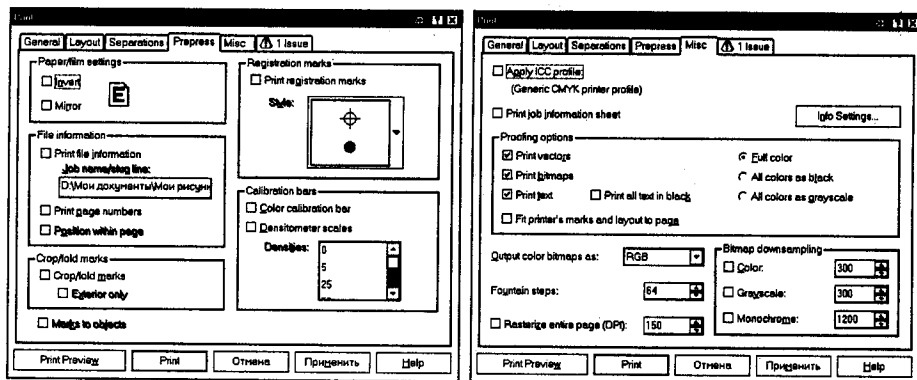 Print
General Layout Separations Prepress Misc 1 Issue
Paper/film settings
Invert
Mirror
E
File information
Print file information
Job name/slug line:
D:\Мои документы\Мои рисунк
Print page numbers
Position within page
Crop/fold marks
Crop/fold marks
Exterior only
Marks to objects
Registration marks
Print registration marks
Style:
Calibration bars
Color calibration bar
Densitometer scales
Densities:
0
5
25
Print Preview Print Отмена Применить Help
Print
General Layout Separations Prepress Misc 1 Issue
Apply ICC profile:
(Generic CMYK printer profile)
Print job information sheet
Info Settings...
Proofing options
Print vectors
Print bitmaps
Print text Print all text in black
Fit printer's marks and layout to page
Full color
All colors as black
All colors as grayscale
Output color bitmaps as: RGB
Fountain steps: 64
Rasterize entire page (DPI): 150
Bitmap downsampling
Color: 300
Grayscale: 300
Monochrome: 1200
Print Preview Print Отмена Применить Help